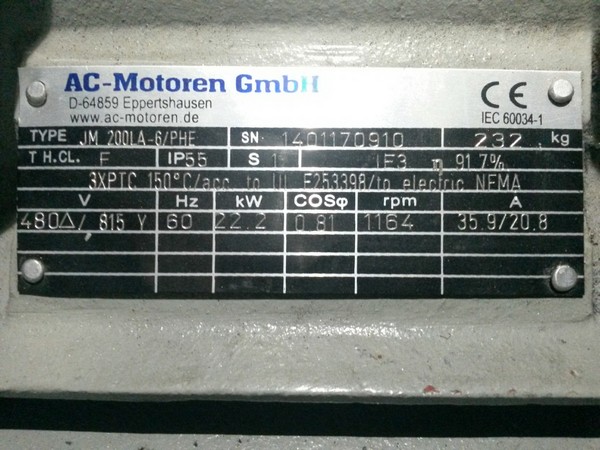 AC-Motoren GmbH
D-64859 Eppertshausen
www.ac-motoren.de
CE
IEC 60034-1
TYPE JM 200LA-6/PHE SN. 1401170910 232 kg
TH.CL. F IP55 S 1 IE3 η 91.7%
3XPTC 150°C/acc. to UL E253398/to electric NEMA
V Hz kW COSφ rpm A
480Δ/ 815 Y 60 22.2 0.81 1164 35.9/20.8